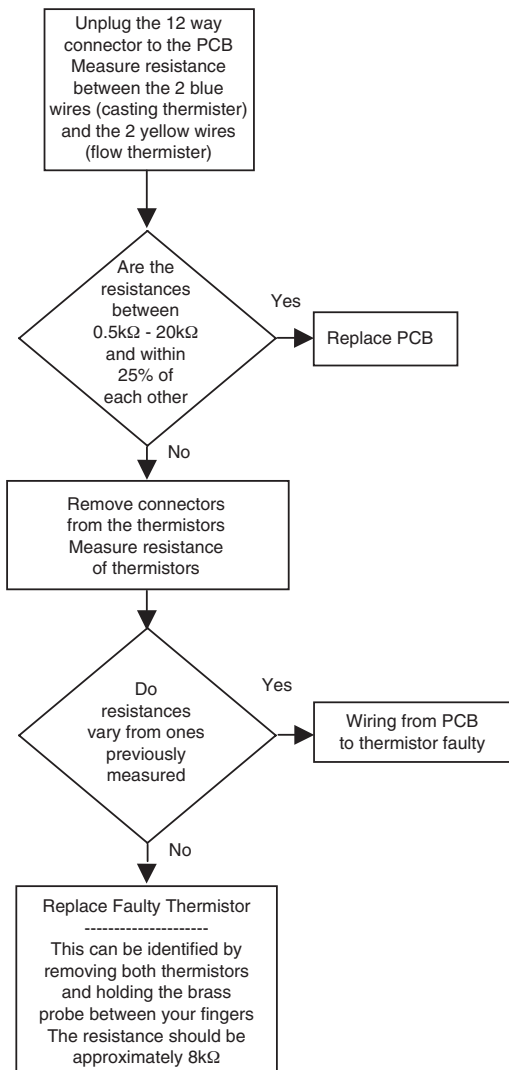 Unplug the 12 way
connector to the PCB
Measure resistance
between the 2 blue
wires (casting thermister)
and the 2 yellow wires
(flow thermister)
Are the
resistances
between
0.5kΩ - 20kΩ
and within
25% of
each other
Yes
Replace PCB
No
Remove connectors
from the thermistors
Measure resistance
of thermistors
Do
resistances
vary from ones
previously
measured
Yes
Wiring from PCB
to thermistor faulty
No
Replace Faulty Thermistor
---------------------
This can be identified by
removing both thermistors
and holding the brass
probe between your fingers
The resistance should be
approximately 8kΩ